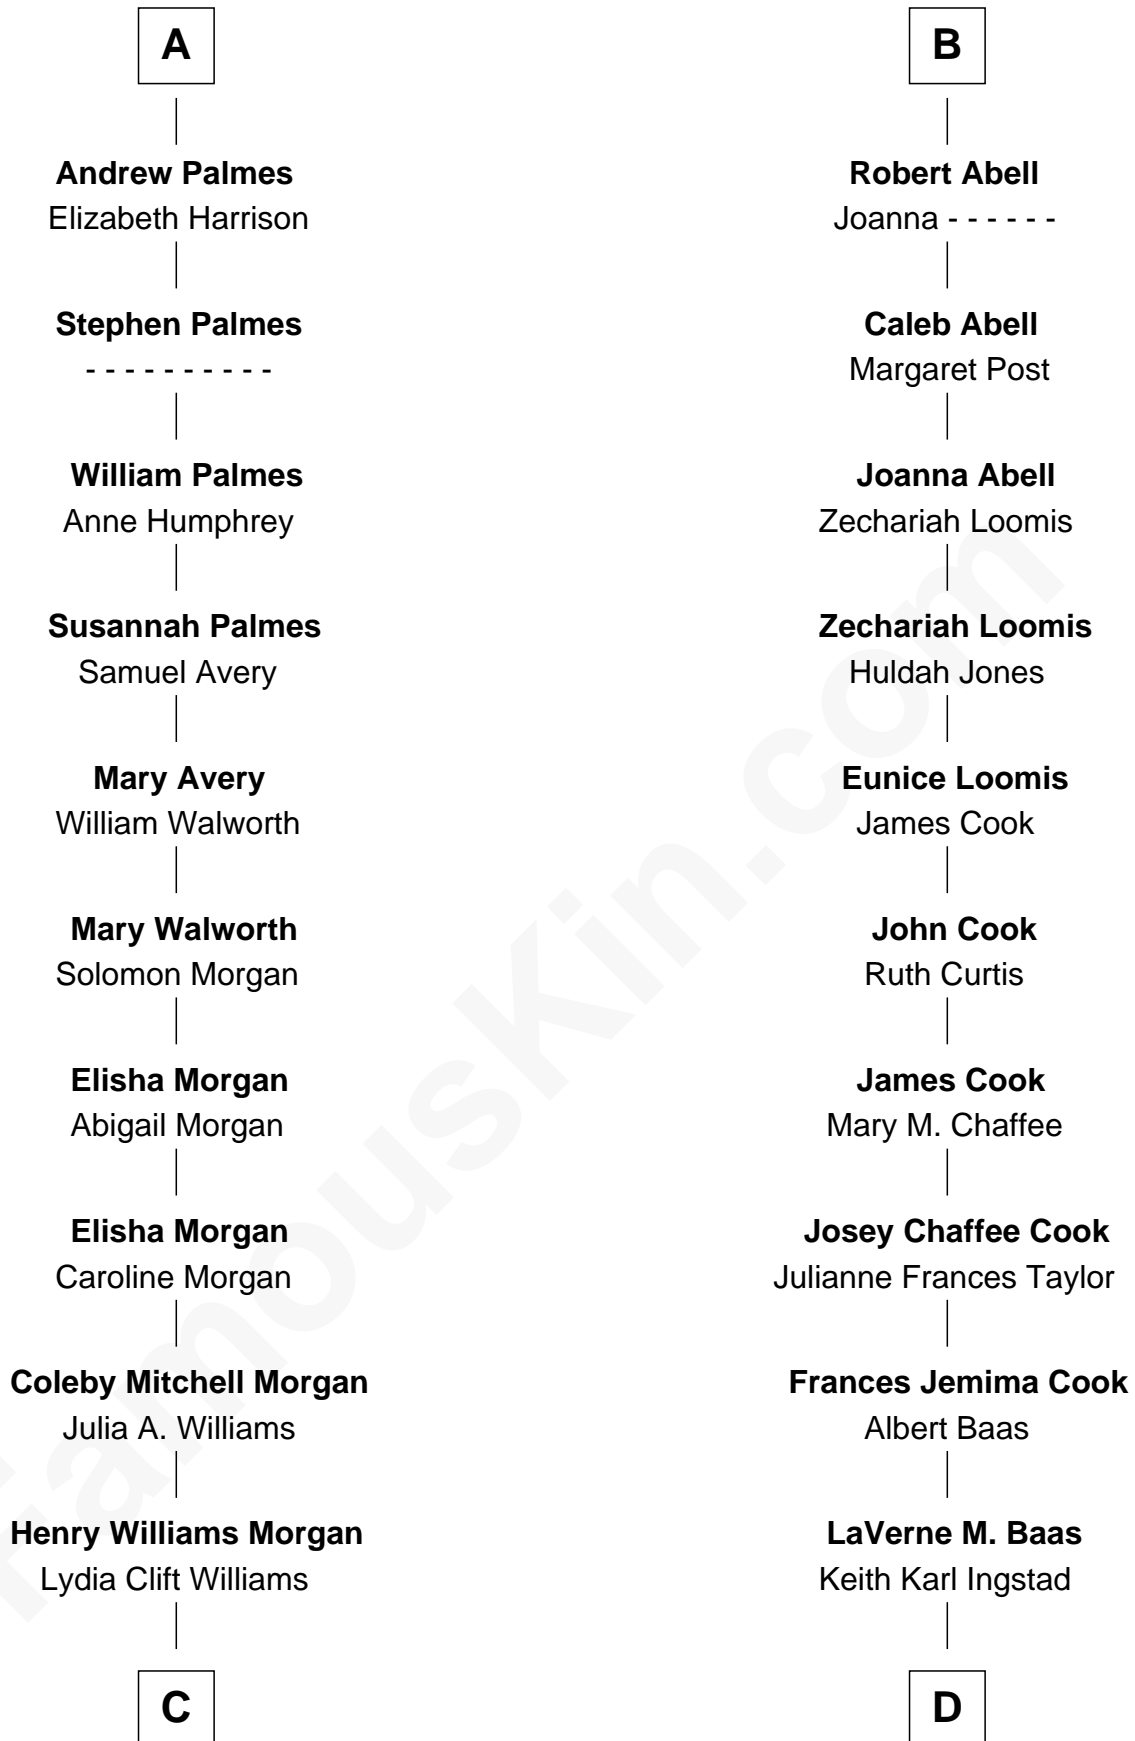 A
Andrew Palmes
Elizabeth Harrison
Stephen Palmes
- - - - - - - - - -
William Palmes
Anne Humphrey
Susannah Palmes
Samuel Avery
Mary Avery
William Walworth
Mary Walworth
Solomon Morgan
Elisha Morgan
Abigail Morgan
Elisha Morgan
Caroline Morgan
Coleby Mitchell Morgan
Julia A. Williams
Henry Williams Morgan
Lydia Clift Williams
C
B
Robert Abell
Joanna - - - - - -
Caleb Abell
Margaret Post
Joanna Abell
Zechariah Loomis
Zechariah Loomis
Huldah Jones
Eunice Loomis
James Cook
John Cook
Ruth Curtis
James Cook
Mary M. Chaffee
Josey Chaffee Cook
Julianne Frances Taylor
Frances Jemima Cook
Albert Baas
LaVerne M. Baas
Keith Karl Ingstad
D
FamousKin.com